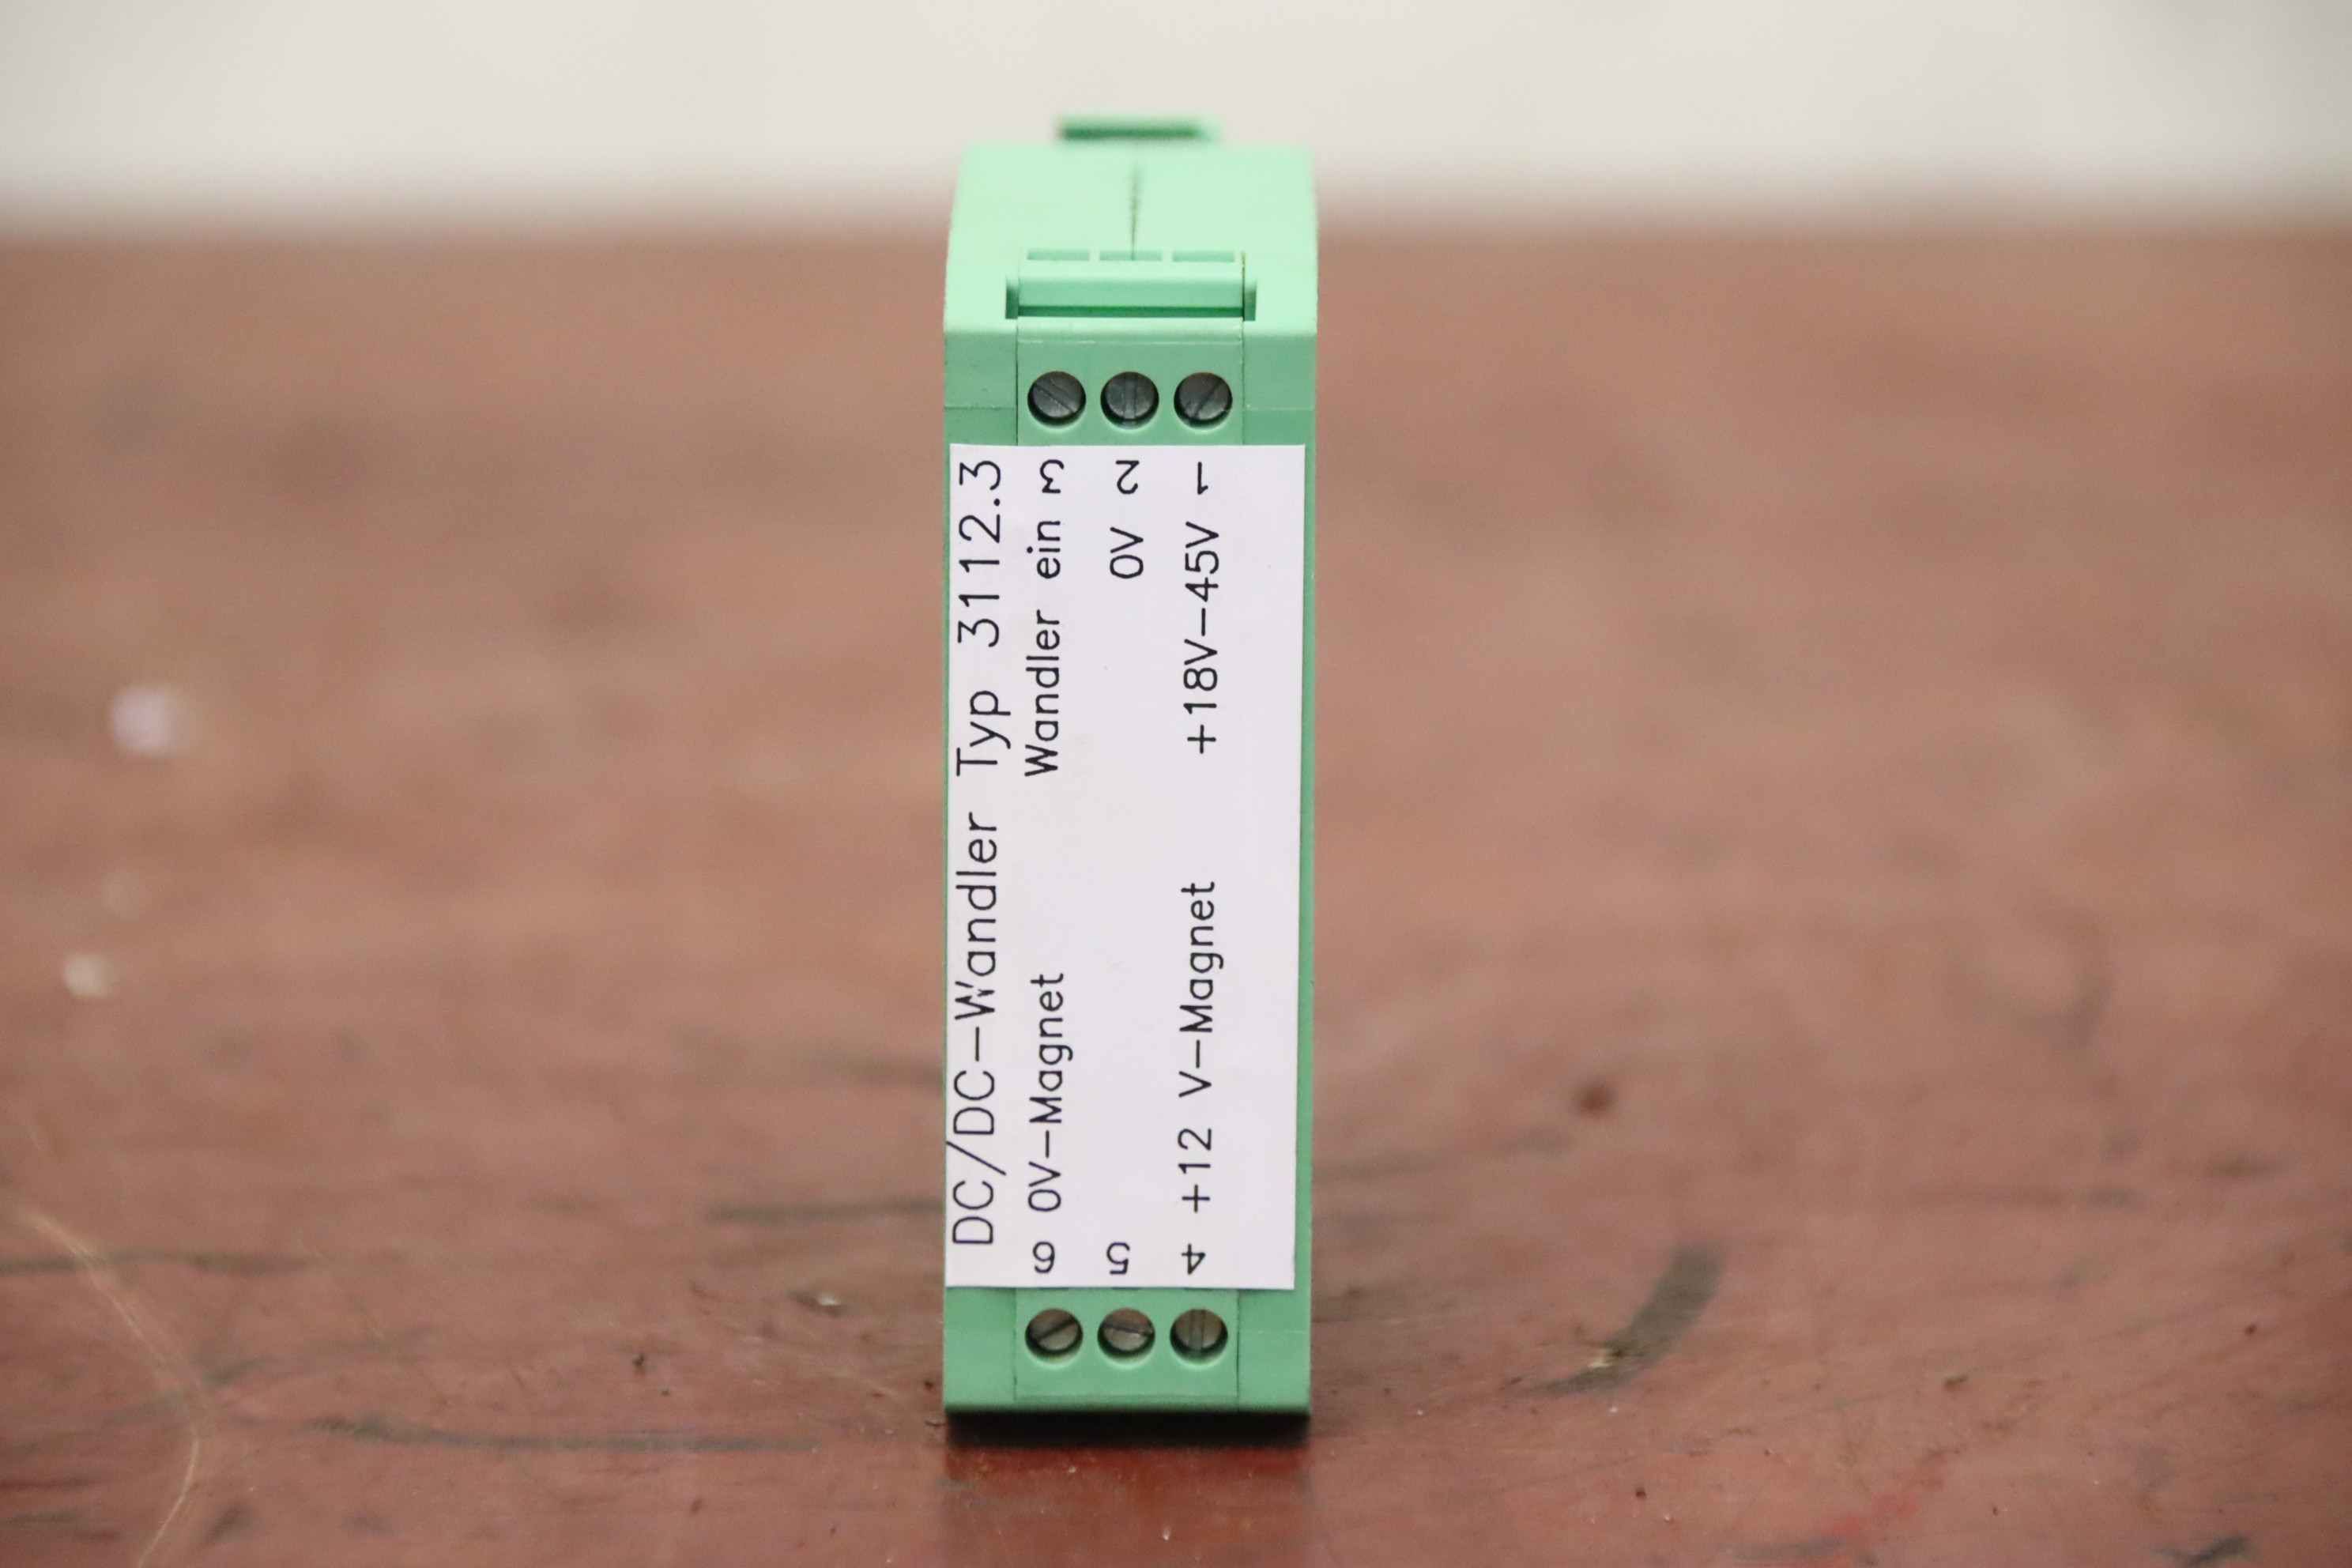 DC/DC-Wandler Typ 3112.3
6 0V-Magnet Wandler ein 3
5 0V 2
4 +12 V-Magnet +18V-45V 1